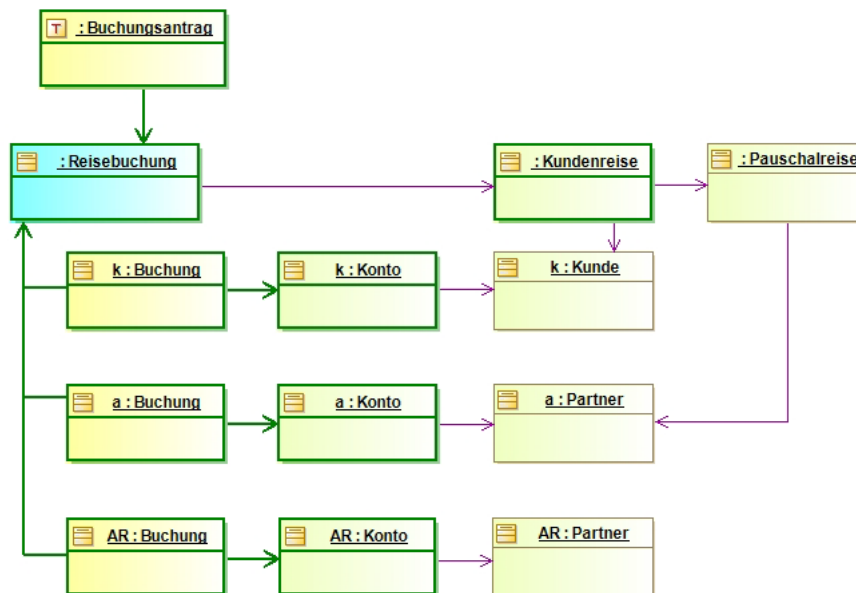 T : Buchungsantrag
: Reisebuchung
: Kundenreise
: Pauschalreise
k : Buchung
k : Konto
k : Kunde
a : Buchung
a : Konto
a : Partner
AR : Buchung
AR : Konto
AR : Partner